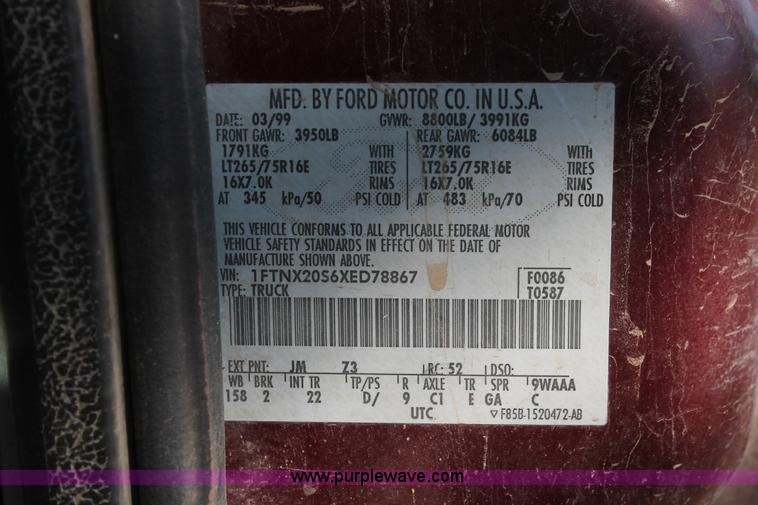 MFD. BY FORD MOTOR CO. IN U.S.A.
DATE: 03/99 GVWR: 8800LB/ 3991KG
FRONT GAWR: 3950LB REAR GAWR: 6084LB
1791KG WITH 2759KG WITH
LT265/75R16E TIRES LT265/75R16E TIRES
16X7.0K RIMS 16X7.0K RIMS
AT 345 kPa/50 PSI COLD AT 483 kPa/70 PSI COLD
THIS VEHICLE CONFORMS TO ALL APPLICABLE FEDERAL MOTOR
VEHICLE SAFETY STANDARDS IN EFFECT ON THE DATE OF
MANUFACTURE SHOWN ABOVE.
VIN: 1FTNX20S6XED78867 F0086
TYPE: TRUCK T0587
EXT PNT: JM Z3 RC: 52 DSO:
WB BRK INT TR TP/PS R AXLE TR SPR 9WAAA
158 2 22 D/ 9 C1 E GA C
UTC ▽ F85B-1520472-AB
www.purplewave.com